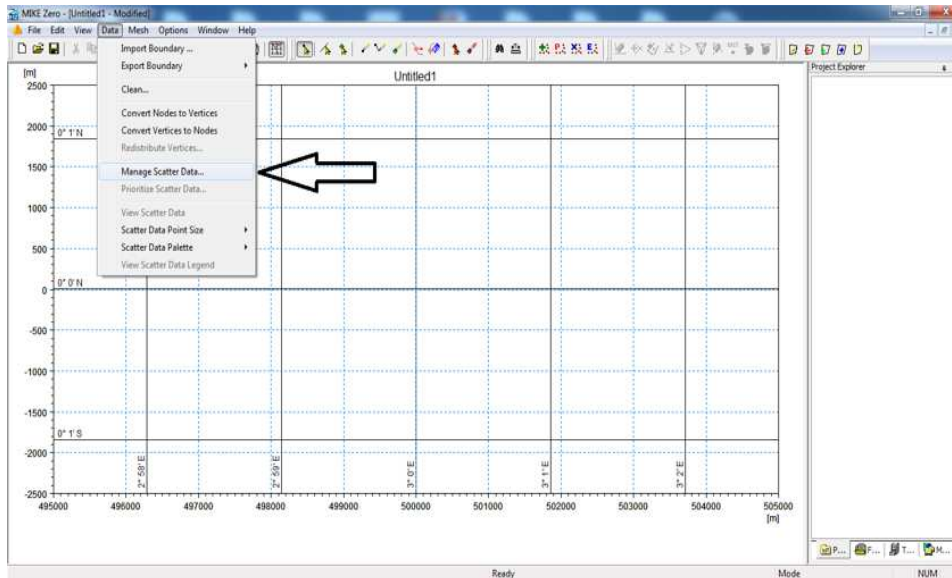 MIKE Zero - [Untitled1 - Modified]
File Edit View Data Mesh Options Window Help
Import Boundary ...
Export Boundary
Clean...
Convert Nodes to Vertices
Convert Vertices to Nodes
Redistribute Vertices...
Manage Scatter Data...
Prioritize Scatter Data...
View Scatter Data
Scatter Data Point Size
Scatter Data Palette
View Scatter Data Legend
Untitled1
Project Explorer
[m]
2500
2000
1500
1000
500
0
-500
-1000
-1500
-2000
-2500
0° 1' N
0° 0' N
0° 1' S
2° 58' E
2° 59' E
3° 0' E
3° 1' E
3° 2' E
495000 496000 497000 498000 499000 500000 501000 502000 503000 504000 505000
[m]
P... F... T... M...
Ready Mode NUM